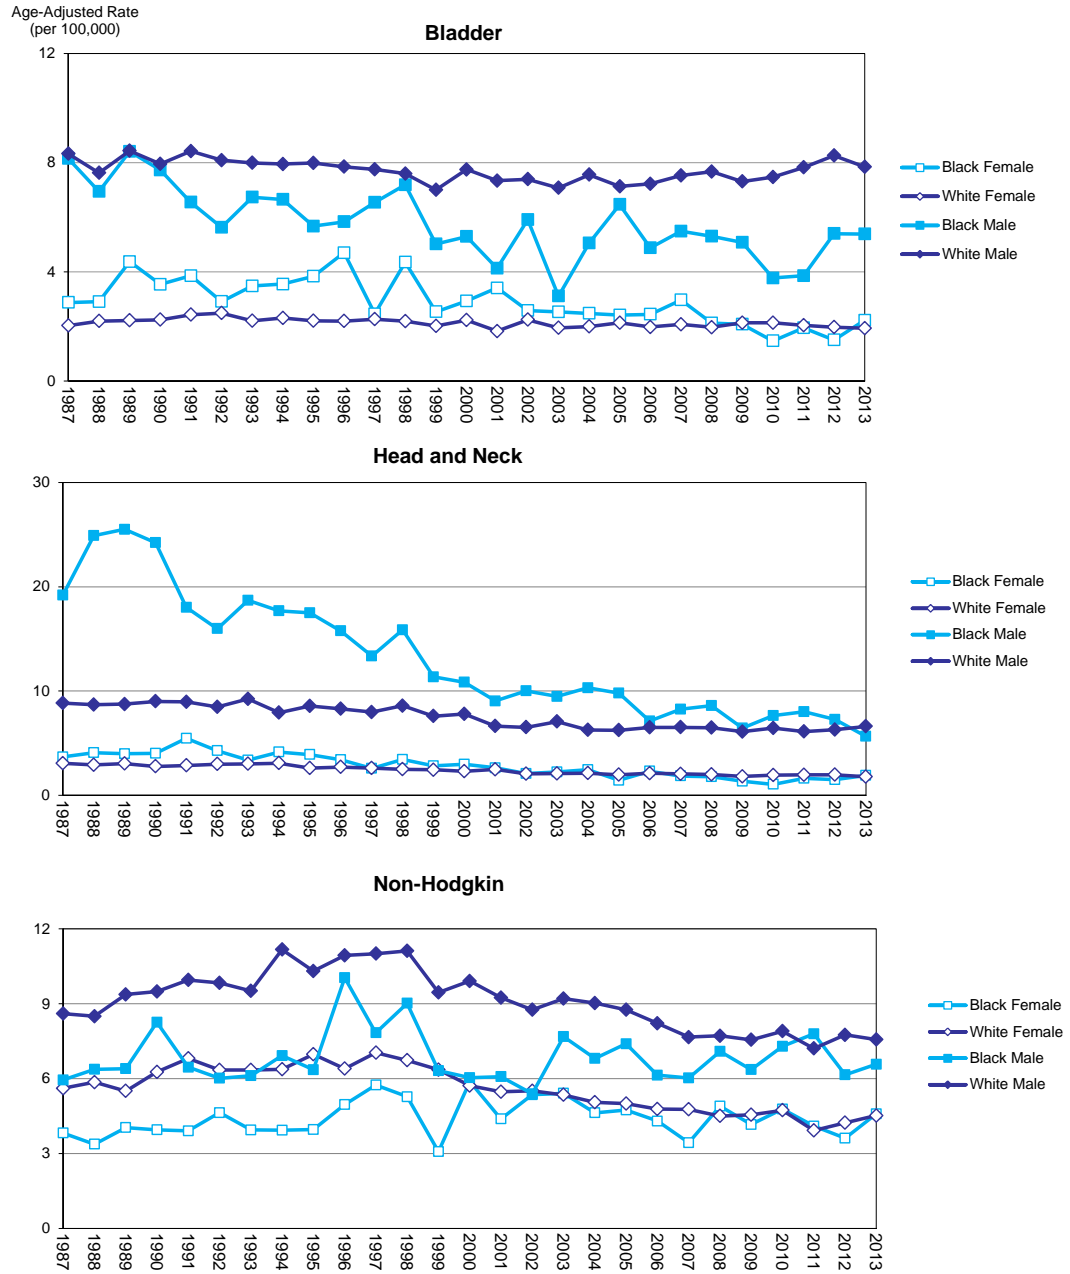 Age-Adjusted Rate
(per 100,000)
Bladder
12
8
4
0
1987 1988 1989 1990 1991 1992 1993 1994 1995 1996 1997 1998 1999 2000 2001 2002 2003 2004 2005 2006 2007 2008 2009 2010 2011 2012 2013
Black Female
White Female
Black Male
White Male
Head and Neck
30
20
10
0
1987 1988 1989 1990 1991 1992 1993 1994 1995 1996 1997 1998 1999 2000 2001 2002 2003 2004 2005 2006 2007 2008 2009 2010 2011 2012 2013
Black Female
White Female
Black Male
White Male
Non-Hodgkin
12
9
6
3
0
1987 1988 1989 1990 1991 1992 1993 1994 1995 1996 1997 1998 1999 2000 2001 2002 2003 2004 2005 2006 2007 2008 2009 2010 2011 2012 2013
Black Female
White Female
Black Male
White Male